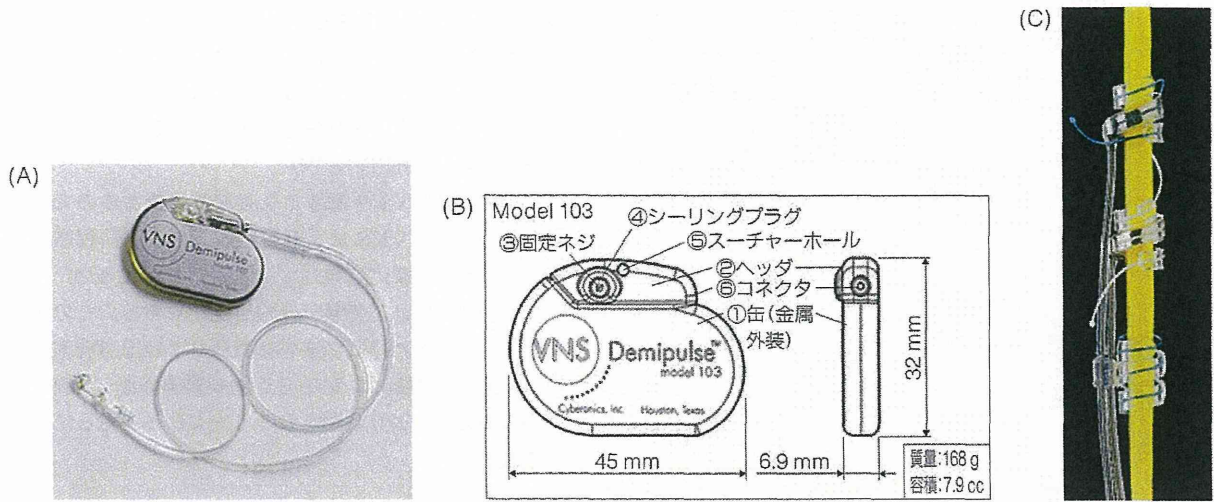 (A)
VNS Demipulse
model 103
(B)
Model 103
④シーリングプラグ
③固定ネジ
⑤スーチャーホール
②ヘッダ
⑥コネクタ
①缶(金属
外装)
VNS Demipulse™
model 103
Cyberonics, Inc. Houston, Texas
32 mm
45 mm
6.9 mm
質量:168 g
容積:7.9 cc
(C)